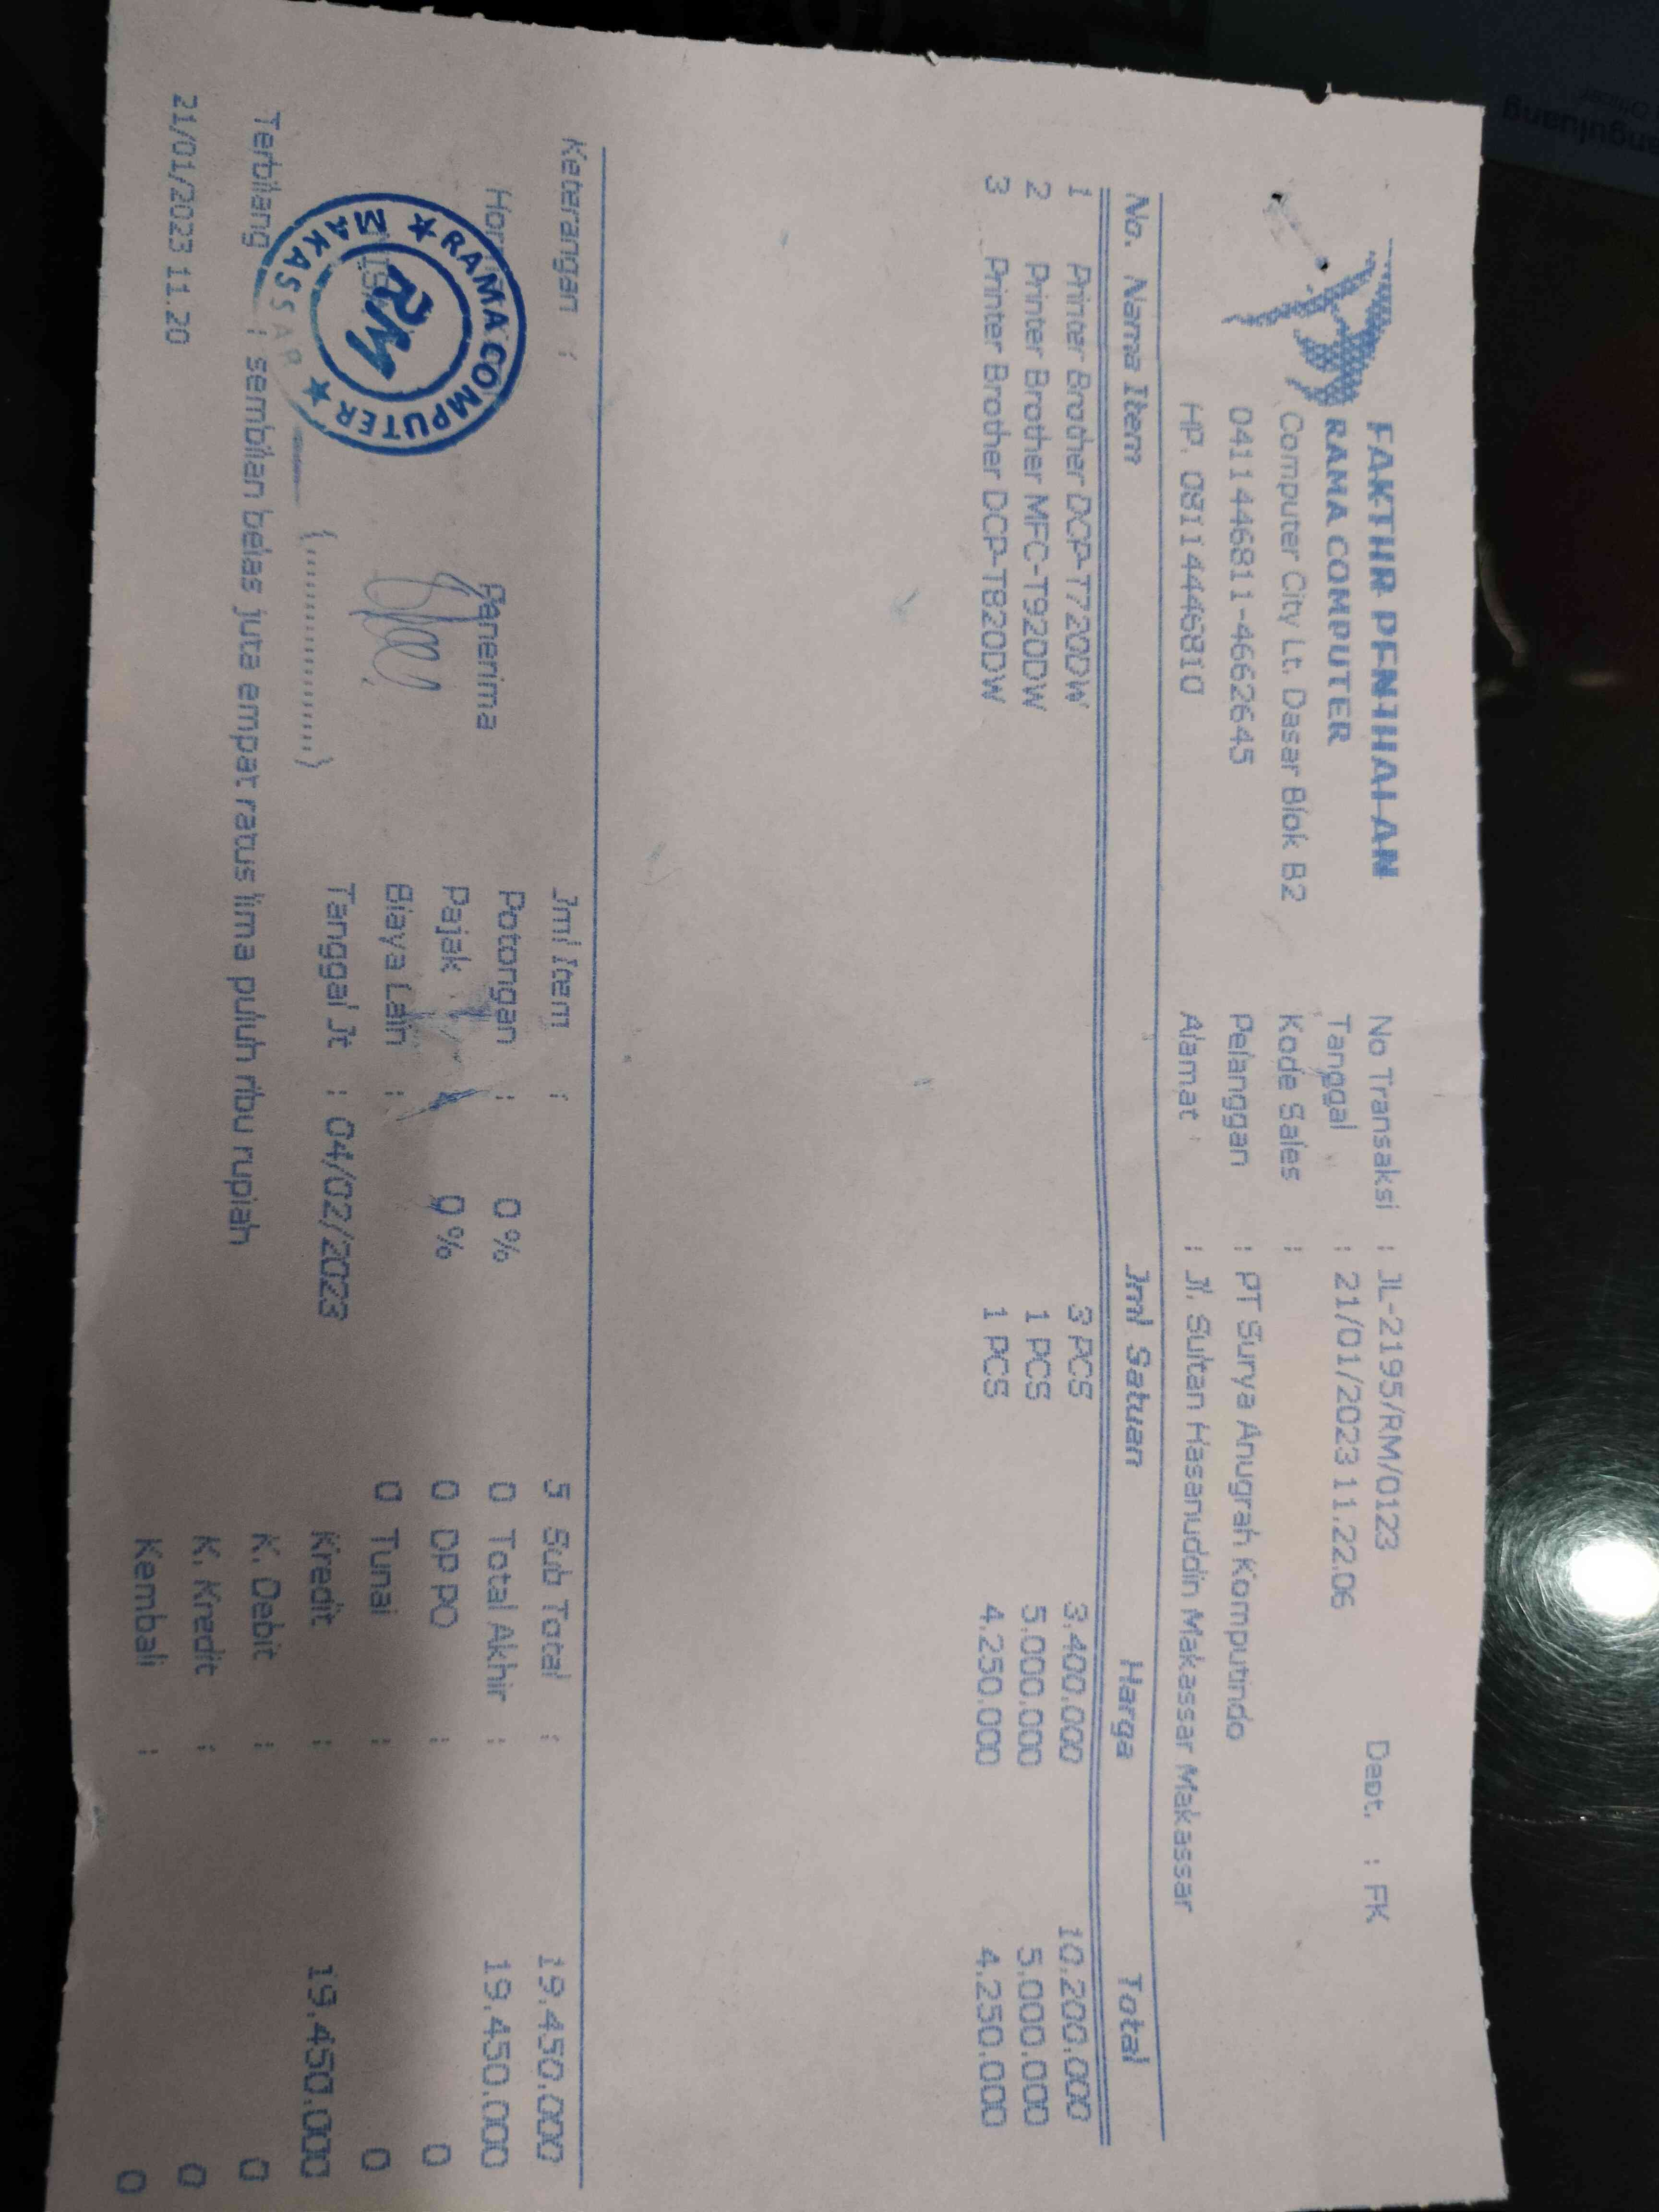 FAKTUR PENJUALAN
RAMA COMPUTER
Computer City Lt. Dasar Blok B2
0411446811-4662645
HP. 08114446810
No Transaksi : JL-2195/RM/0123 Dept. : FK
Tanggal : 21/01/2023 11.22.06
Kode Sales :
Pelanggan : PT Surya Anugrah Komputindo
Alamat : Jl. Sultan Hasanuddin Makassar Makassar
No. Nama Item Jml Satuan Harga Total
1 Printer Brother DCP-T720DW 3 PCS 3.400.000 10.200.000
2 Printer Brother MFC-T920DW 1 PCS 5.000.000 5.000.000
3 Printer Brother DCP-T820DW 1 PCS 4.250.000 4.250.000
Keterangan : Jml Item : 5 Sub Total : 19.450.000
Penerima Potongan : 0 % 0 Total Akhir : 19.450.000
Pajak : 0 % 0 DP PO : 0
Biaya Lain : 0 Tunai : 0
(................) Tanggal Jt : 04/02/2023 Kredit : 19.450.000
Terbilang : sembilan belas juta empat ratus lima puluh ribu rupiah K. Debit : 0
K. Kredit : 0
21/01/2023 11.20 Kembali : 0
RAMA COMPUTER
MAKASSAR
RM